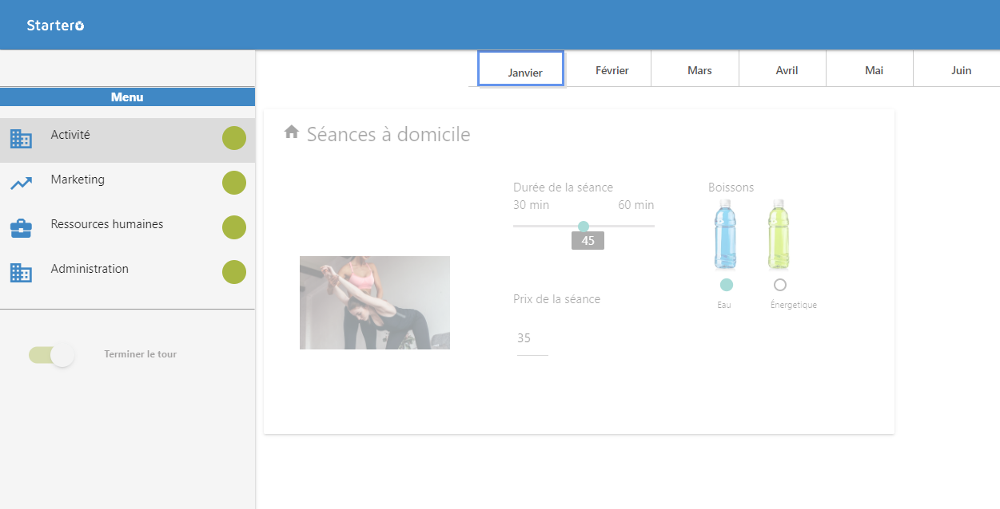 Starter
Janvier
Février
Mars
Avril
Mai
Juin
Menu
Activité
Marketing
Ressources humaines
Administration
Terminer le tour
Séances à domicile
Durée de la séance
30 min
60 min
45
Prix de la séance
35
Boissons
Eau
Énergetique